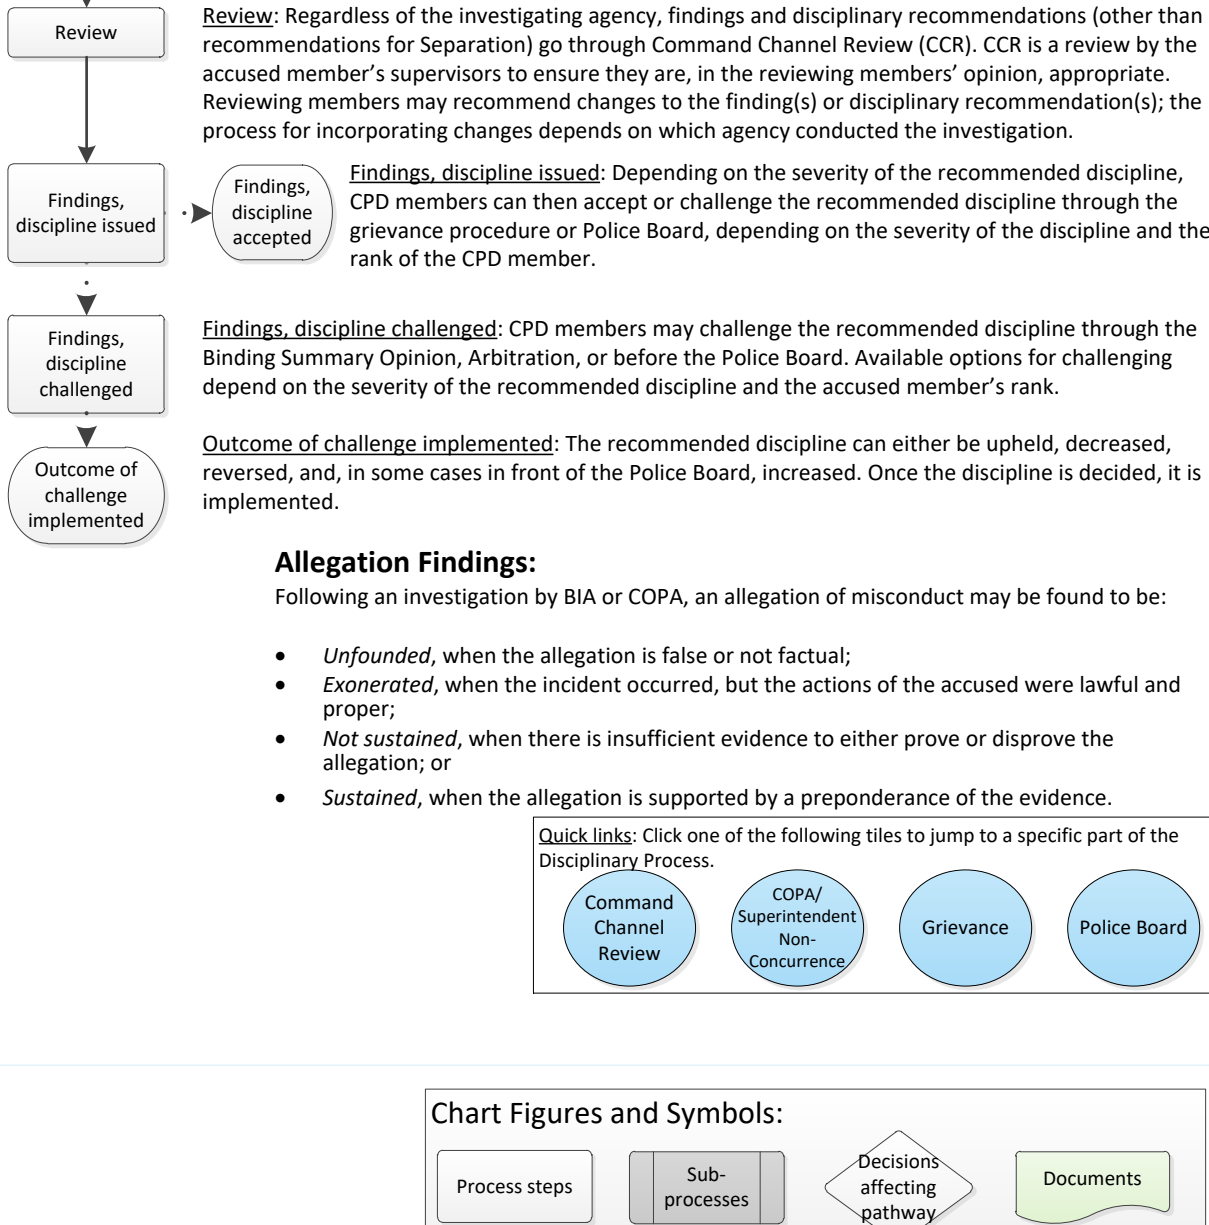 Review
Review: Regardless of the investigating agency, findings and disciplinary recommendations (other than
recommendations for Separation) go through Command Channel Review (CCR). CCR is a review by the
accused member’s supervisors to ensure they are, in the reviewing members’ opinion, appropriate.
Reviewing members may recommend changes to the finding(s) or disciplinary recommendation(s); the
process for incorporating changes depends on which agency conducted the investigation.
Findings,
discipline issued
Findings,
discipline
accepted
Findings, discipline issued: Depending on the severity of the recommended discipline,
CPD members can then accept or challenge the recommended discipline through the
grievance procedure or Police Board, depending on the severity of the discipline and the
rank of the CPD member.
Findings,
discipline
challenged
Findings, discipline challenged: CPD members may challenge the recommended discipline through the
Binding Summary Opinion, Arbitration, or before the Police Board. Available options for challenging
depend on the severity of the recommended discipline and the accused member’s rank.
Outcome of
challenge
implemented
Outcome of challenge implemented: The recommended discipline can either be upheld, decreased,
reversed, and, in some cases in front of the Police Board, increased. Once the discipline is decided, it is
implemented.
Allegation Findings:
Following an investigation by BIA or COPA, an allegation of misconduct may be found to be:
• Unfounded, when the allegation is false or not factual;
• Exonerated, when the incident occurred, but the actions of the accused were lawful and
proper;
• Not sustained, when there is insufficient evidence to either prove or disprove the
allegation; or
• Sustained, when the allegation is supported by a preponderance of the evidence.
Quick links: Click one of the following tiles to jump to a specific part of the
Disciplinary Process.
Command
Channel
Review
COPA/
Superintendent
Non-
Concurrence
Grievance
Police Board
Chart Figures and Symbols:
Process steps
Sub-
processes
Decisions
affecting
pathway
Documents